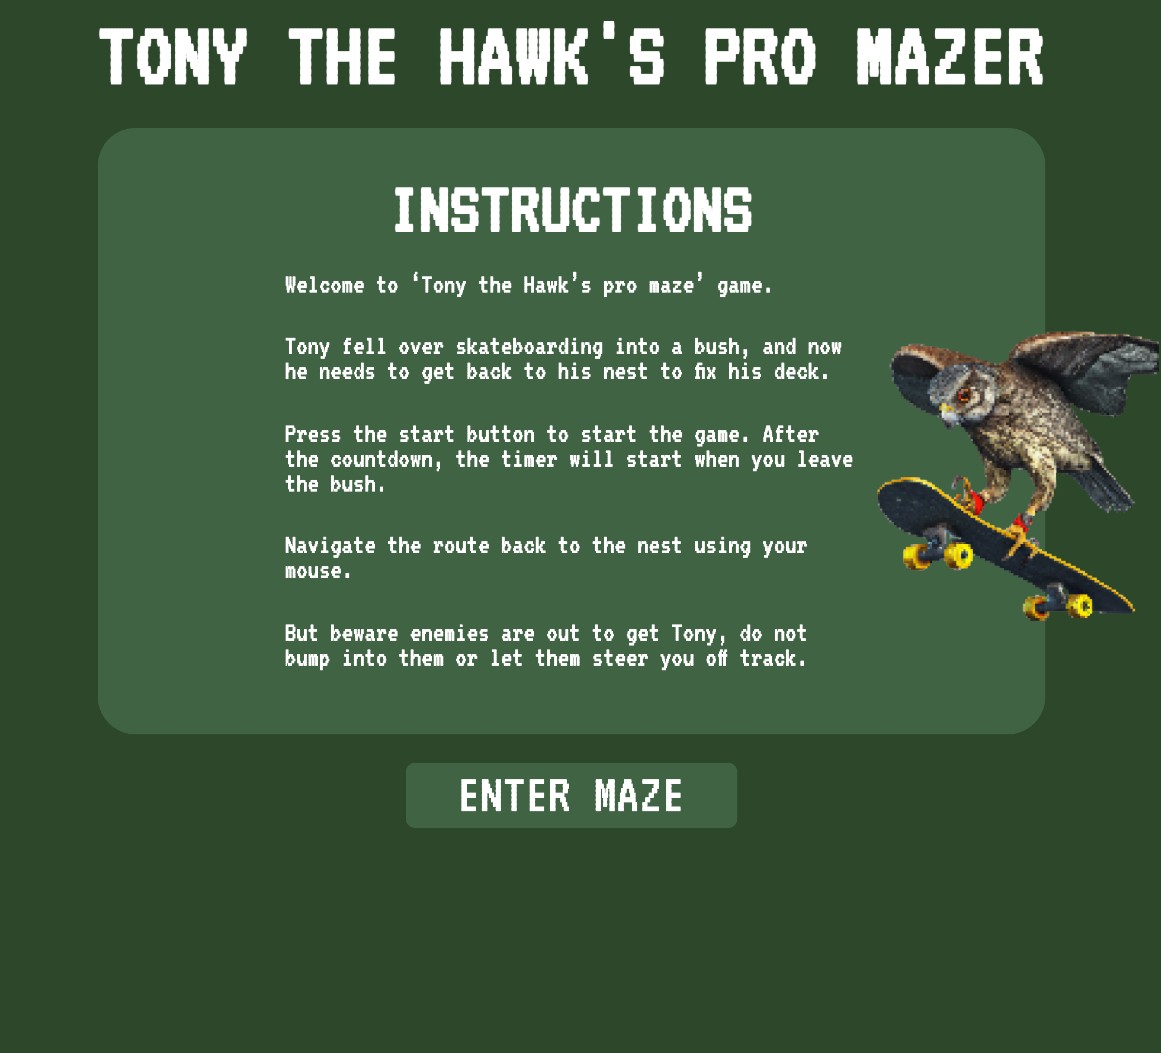 TONY THE HAWK'S PRO MAZER
INSTRUCTIONS
Welcome to ‘Tony the Hawk’s pro maze’ game.
Tony fell over skateboarding into a bush, and now
he needs to get back to his nest to fix his deck.
Press the start button to start the game. After
the countdown, the timer will start when you leave
the bush.
Navigate the route back to the nest using your
mouse.
But beware enemies are out to get Tony, do not
bump into them or let them steer you off track.
ENTER MAZE